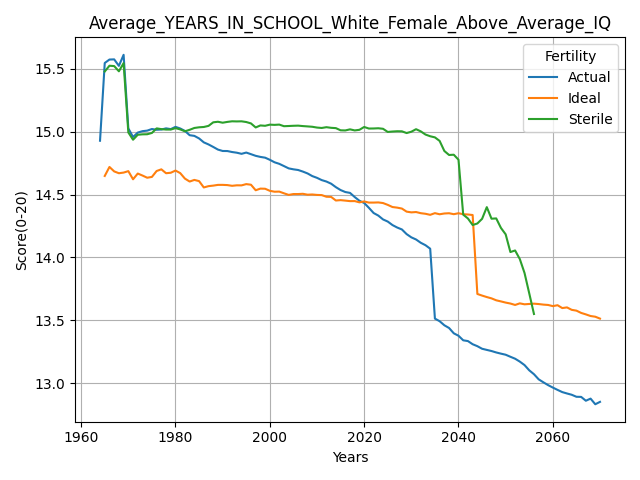 Average_YEARS_IN_SCHOOL_White_Female_Above_Average_IQ
Fertility
Actual
Ideal
Sterile
Score(0-20)
15.5
15.0
14.5
14.0
13.5
13.0
1960 1980 2000 2020 2040 2060
Years